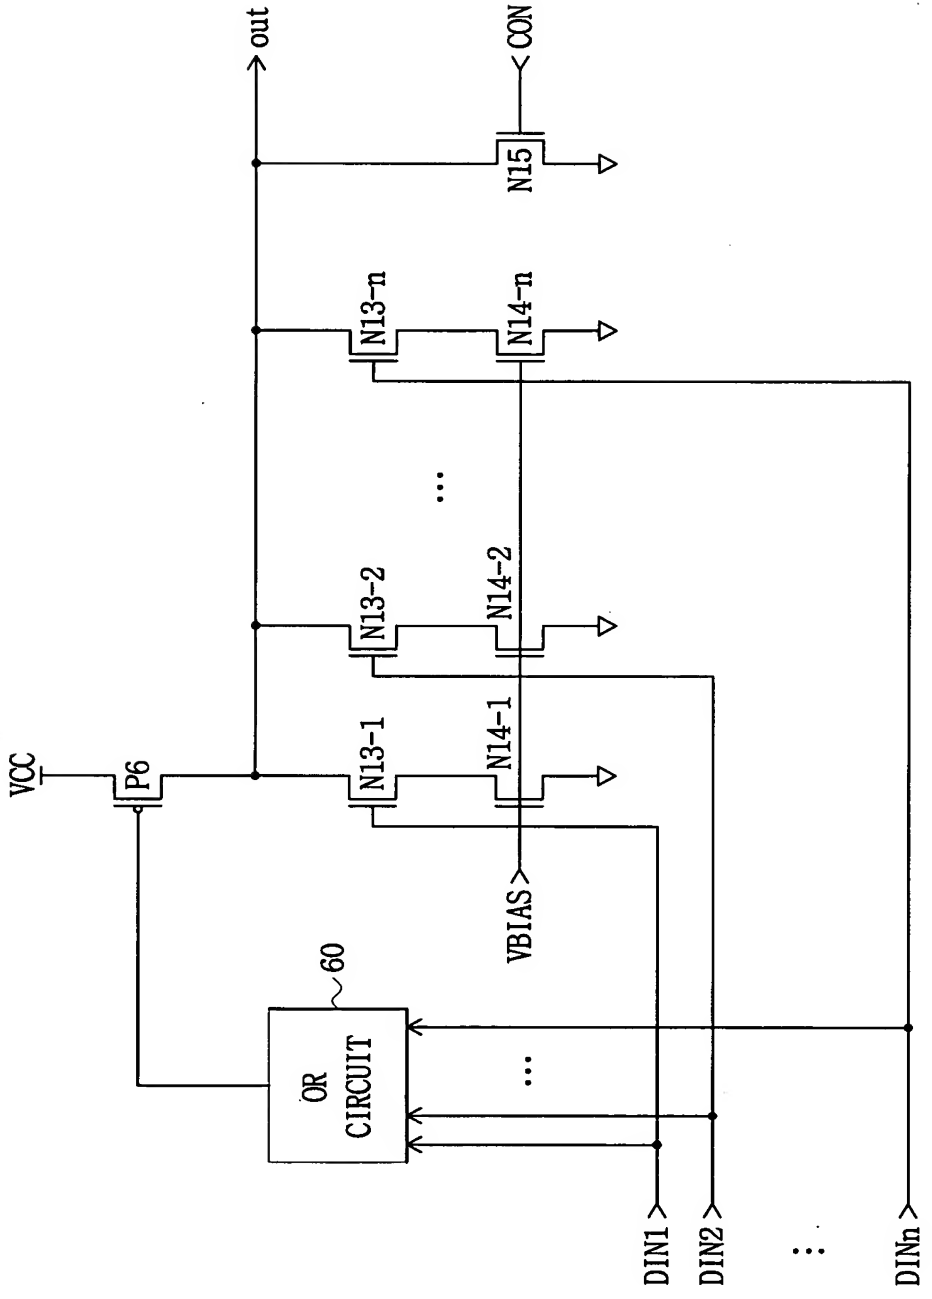 out
CON
N15
N13-n
N14-n
...
N13-2
N14-2
VCC
P6
N13-1
N14-1
VBIAS
60
OR
CIRCUIT
...
DIN1
DIN2
...
DINn